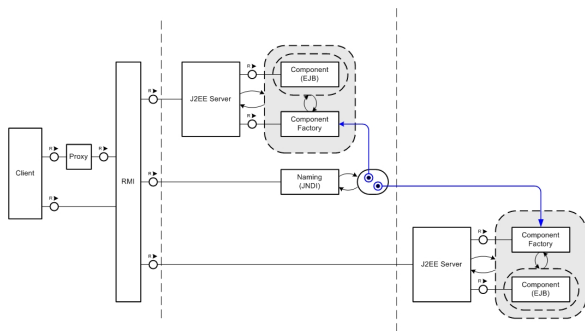 R
Component
(EJB)
J2EE Server
R
R
Component
Factory
R
R
Client
Proxy
RMI
R
Naming
(JNDI)
R
R
Component
Factory
J2EE Server
R
R
Component
(EJB)